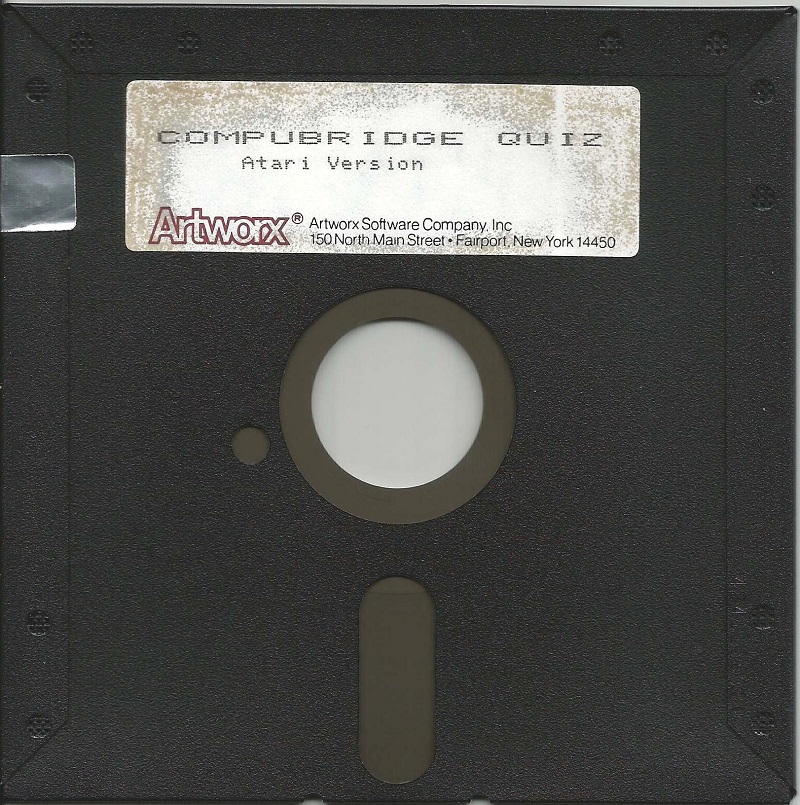 COMPUBRIDGE QUIZ
Atari Version
Artworx® Artworx Software Company, Inc
150 North Main Street • Fairport, New York 14450